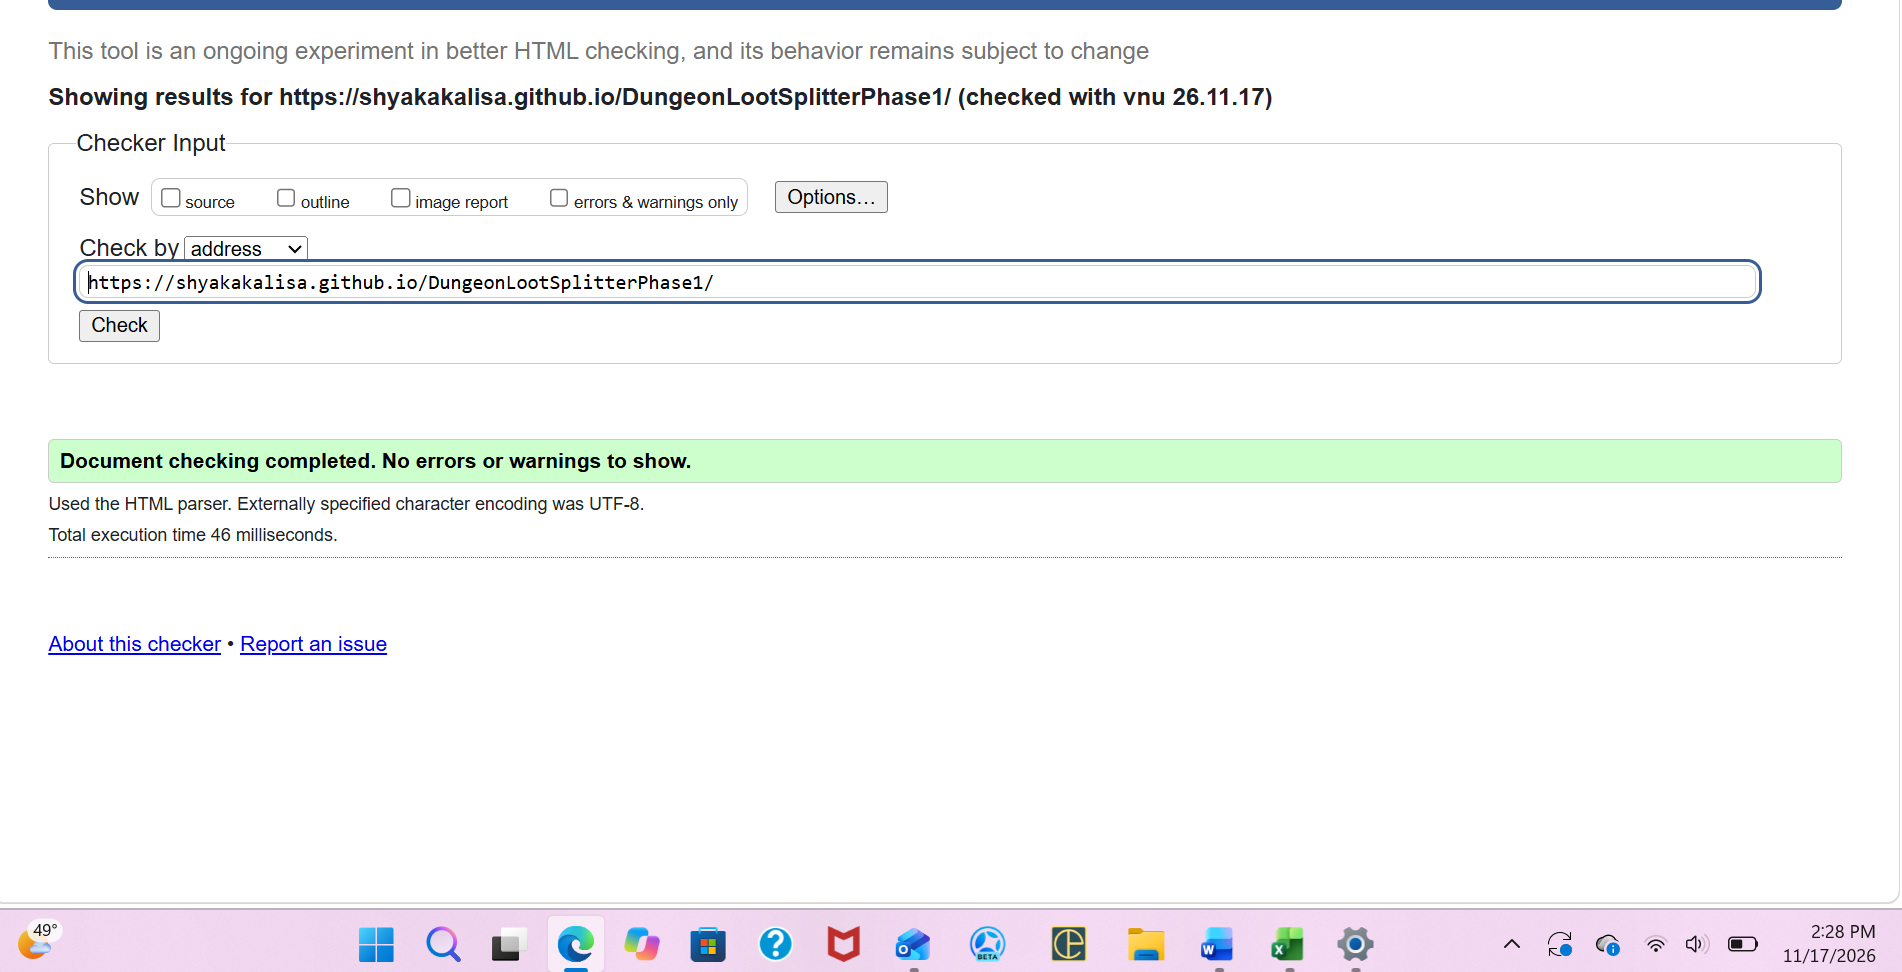 This tool is an ongoing experiment in better HTML checking, and its behavior remains subject to change
Showing results for https://shyakakalisa.github.io/DungeonLootSplitterPhase1/ (checked with vnu 26.11.17)
Checker Input
Show source outline image report errors & warnings only Options...
Check by address
https://shyakakalisa.github.io/DungeonLootSplitterPhase1/
Check
Document checking completed. No errors or warnings to show.
Used the HTML parser. Externally specified character encoding was UTF-8.
Total execution time 46 milliseconds.
About this checker • Report an issue
49°
BETA
2:28 PM
11/17/2026